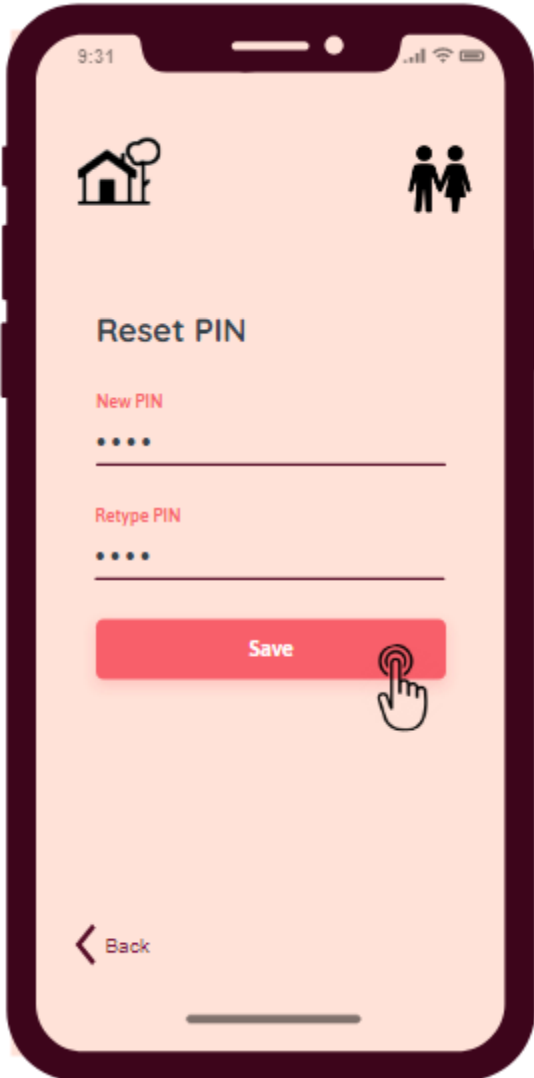 9:31
Reset PIN
New PIN
••••
Retype PIN
••••
Save
Back